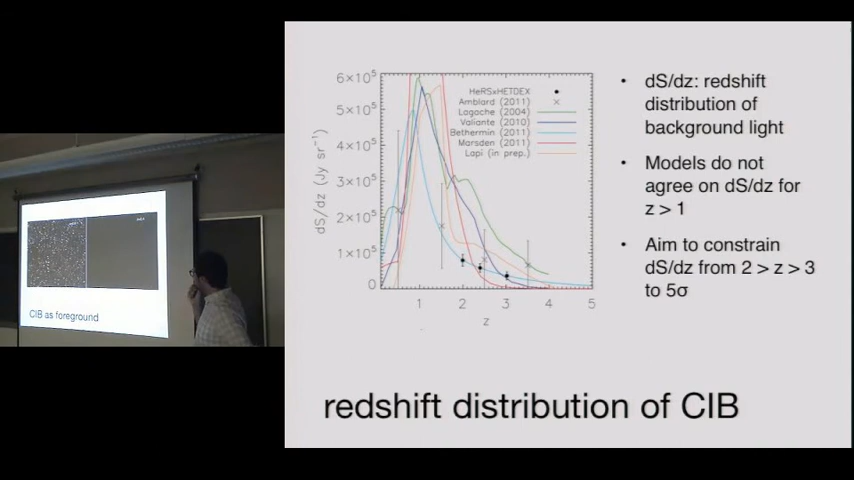 6×10⁵
5×10⁵
4×10⁵
3×10⁵
2×10⁵
1×10⁵
0
dS/dz (Jy sr⁻¹)
HeRSxHETDEX
Amblard (2011)
Lagache (2004)
Valiante (2010)
Bethermin (2011)
Marsden (2011)
Lapi (in prep.)
1 2 3 4 5
z
• dS/dz: redshift
distribution of
background light
• Models do not
agree on dS/dz for
z > 1
• Aim to constrain
dS/dz from 2 > z > 3
to 5σ
redshift distribution of CIB
CIB as foreground